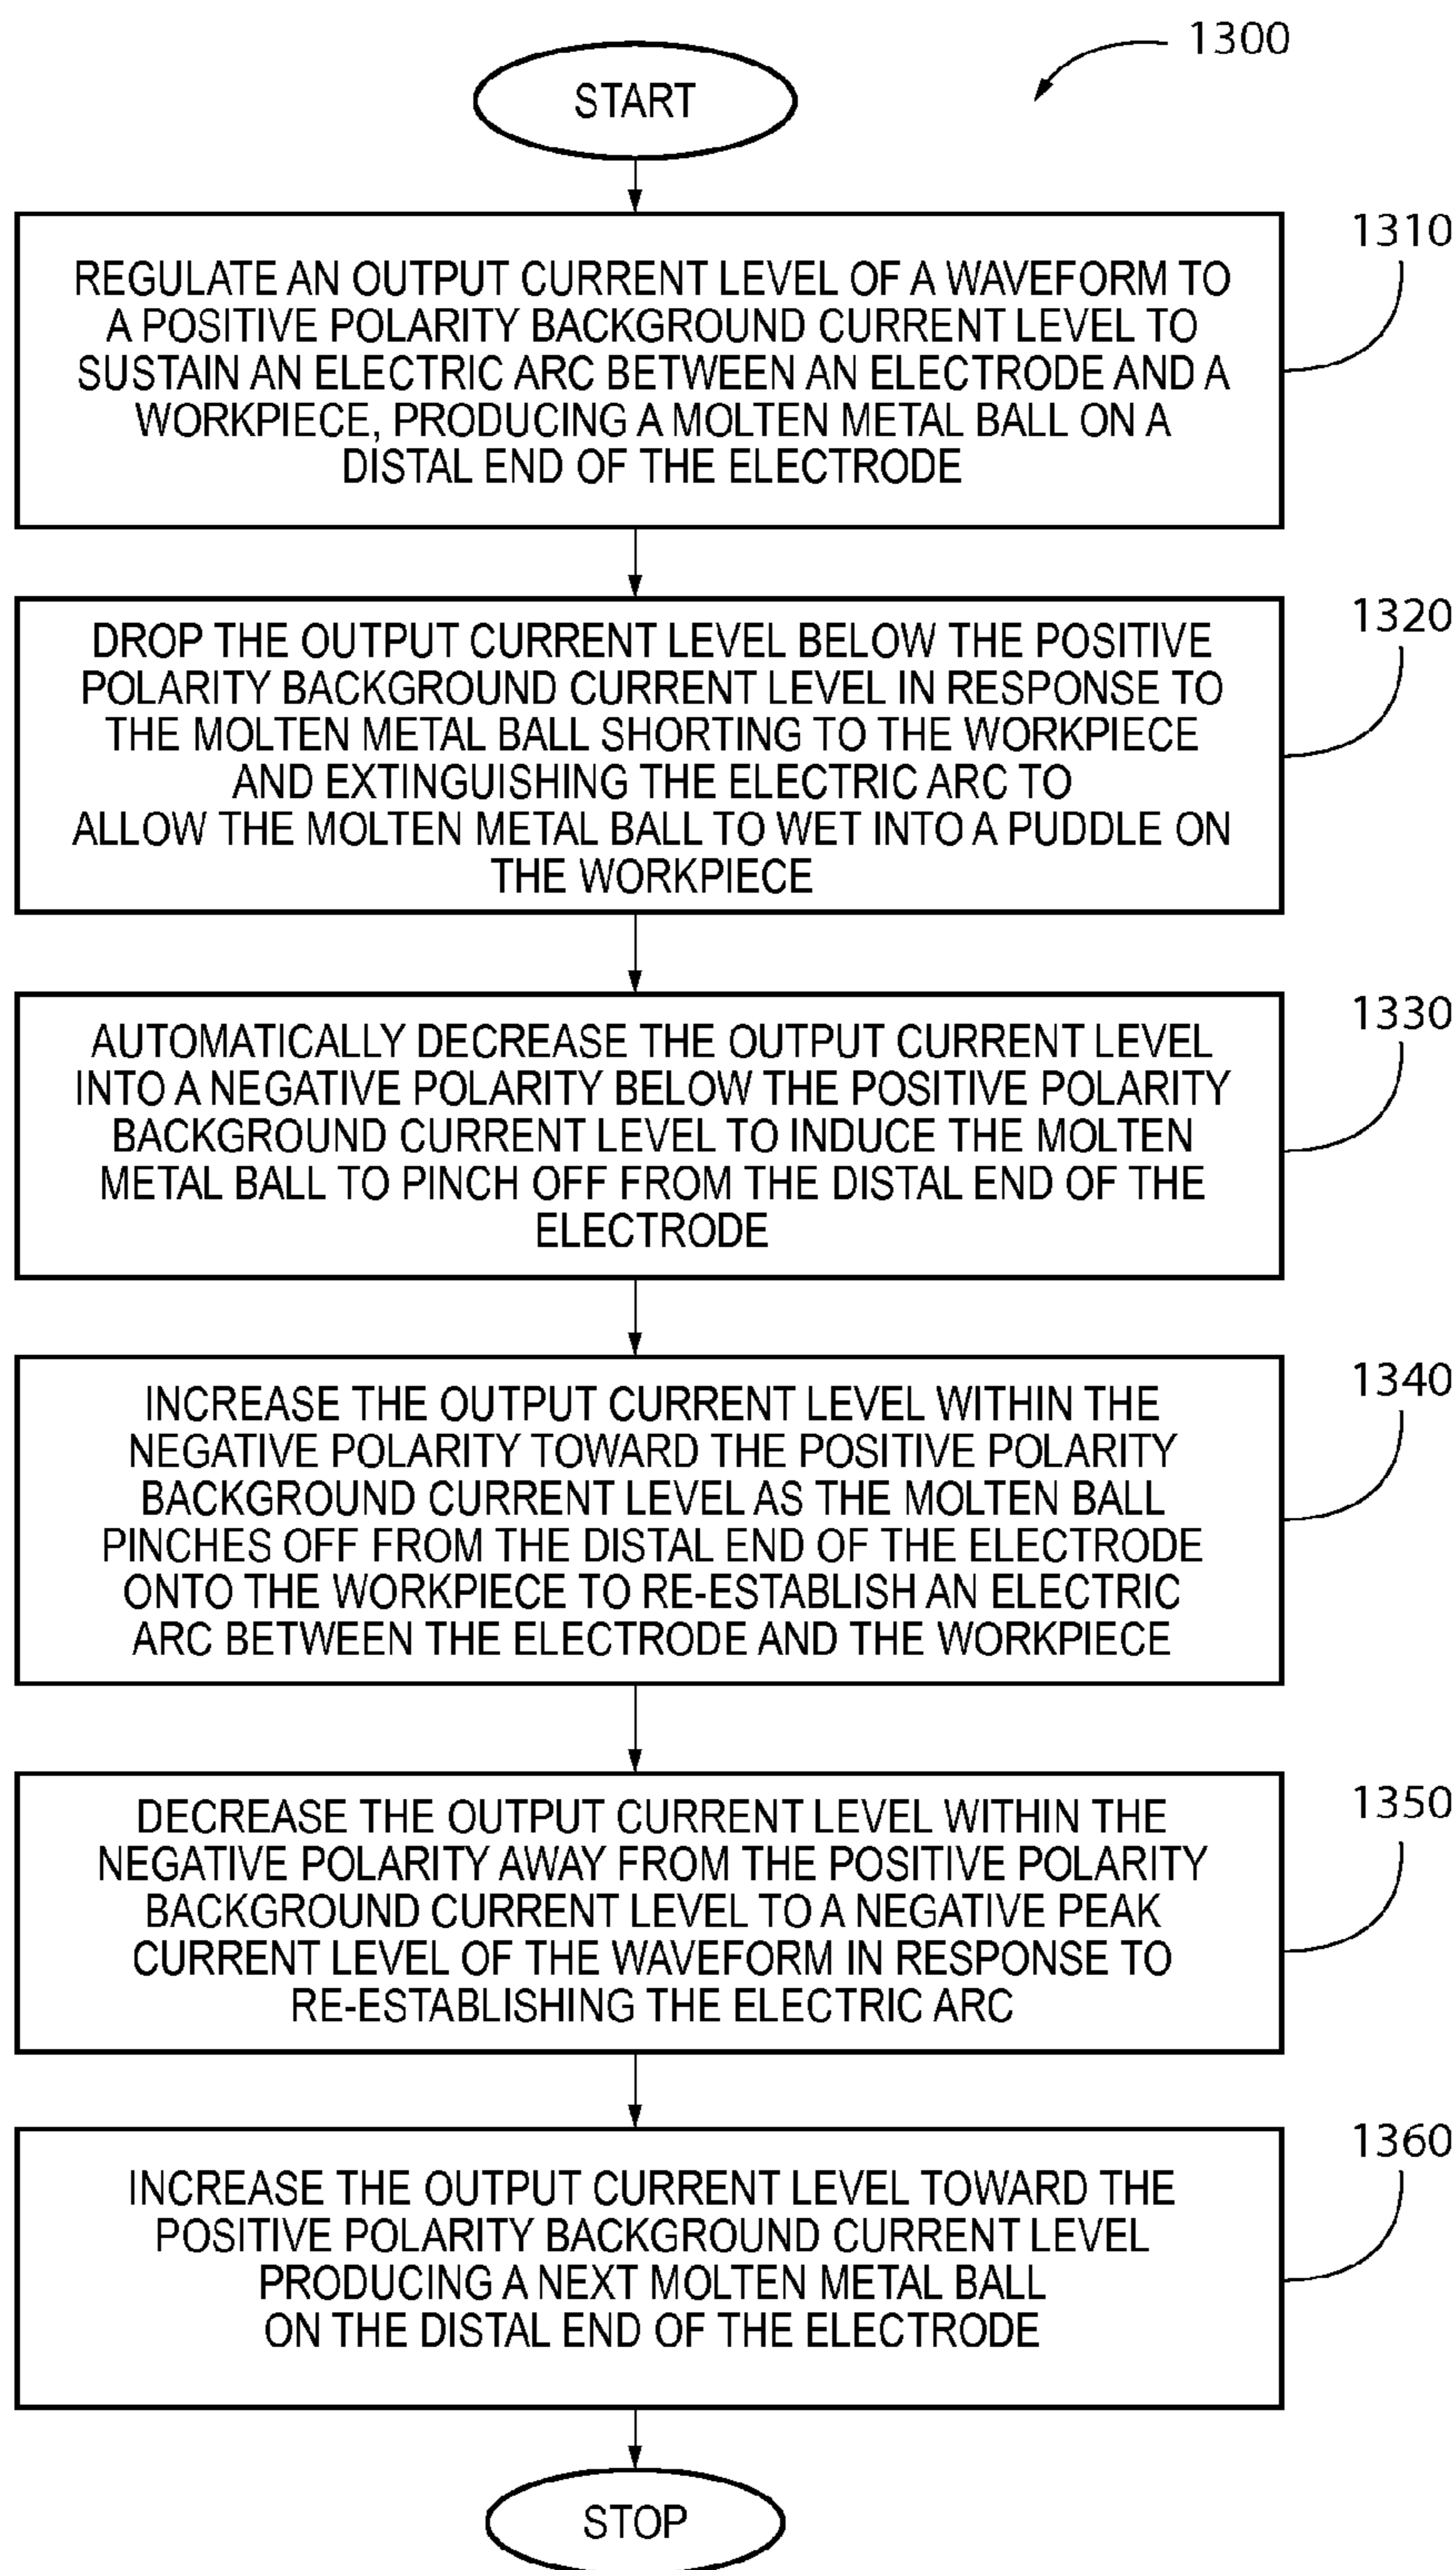 1300
START
1310
REGULATE AN OUTPUT CURRENT LEVEL OF A WAVEFORM TO
A POSITIVE POLARITY BACKGROUND CURRENT LEVEL TO
SUSTAIN AN ELECTRIC ARC BETWEEN AN ELECTRODE AND A
WORKPIECE, PRODUCING A MOLTEN METAL BALL ON A
DISTAL END OF THE ELECTRODE
1320
DROP THE OUTPUT CURRENT LEVEL BELOW THE POSITIVE
POLARITY BACKGROUND CURRENT LEVEL IN RESPONSE TO
THE MOLTEN METAL BALL SHORTING TO THE WORKPIECE
AND EXTINGUISHING THE ELECTRIC ARC TO
ALLOW THE MOLTEN METAL BALL TO WET INTO A PUDDLE ON
THE WORKPIECE
1330
AUTOMATICALLY DECREASE THE OUTPUT CURRENT LEVEL
INTO A NEGATIVE POLARITY BELOW THE POSITIVE POLARITY
BACKGROUND CURRENT LEVEL TO INDUCE THE MOLTEN
METAL BALL TO PINCH OFF FROM THE DISTAL END OF THE
ELECTRODE
1340
INCREASE THE OUTPUT CURRENT LEVEL WITHIN THE
NEGATIVE POLARITY TOWARD THE POSITIVE POLARITY
BACKGROUND CURRENT LEVEL AS THE MOLTEN BALL
PINCHES OFF FROM THE DISTAL END OF THE ELECTRODE
ONTO THE WORKPIECE TO RE-ESTABLISH AN ELECTRIC
ARC BETWEEN THE ELECTRODE AND THE WORKPIECE
1350
DECREASE THE OUTPUT CURRENT LEVEL WITHIN THE
NEGATIVE POLARITY AWAY FROM THE POSITIVE POLARITY
BACKGROUND CURRENT LEVEL TO A NEGATIVE PEAK
CURRENT LEVEL OF THE WAVEFORM IN RESPONSE TO
RE-ESTABLISHING THE ELECTRIC ARC
1360
INCREASE THE OUTPUT CURRENT LEVEL TOWARD THE
POSITIVE POLARITY BACKGROUND CURRENT LEVEL
PRODUCING A NEXT MOLTEN METAL BALL
ON THE DISTAL END OF THE ELECTRODE
STOP